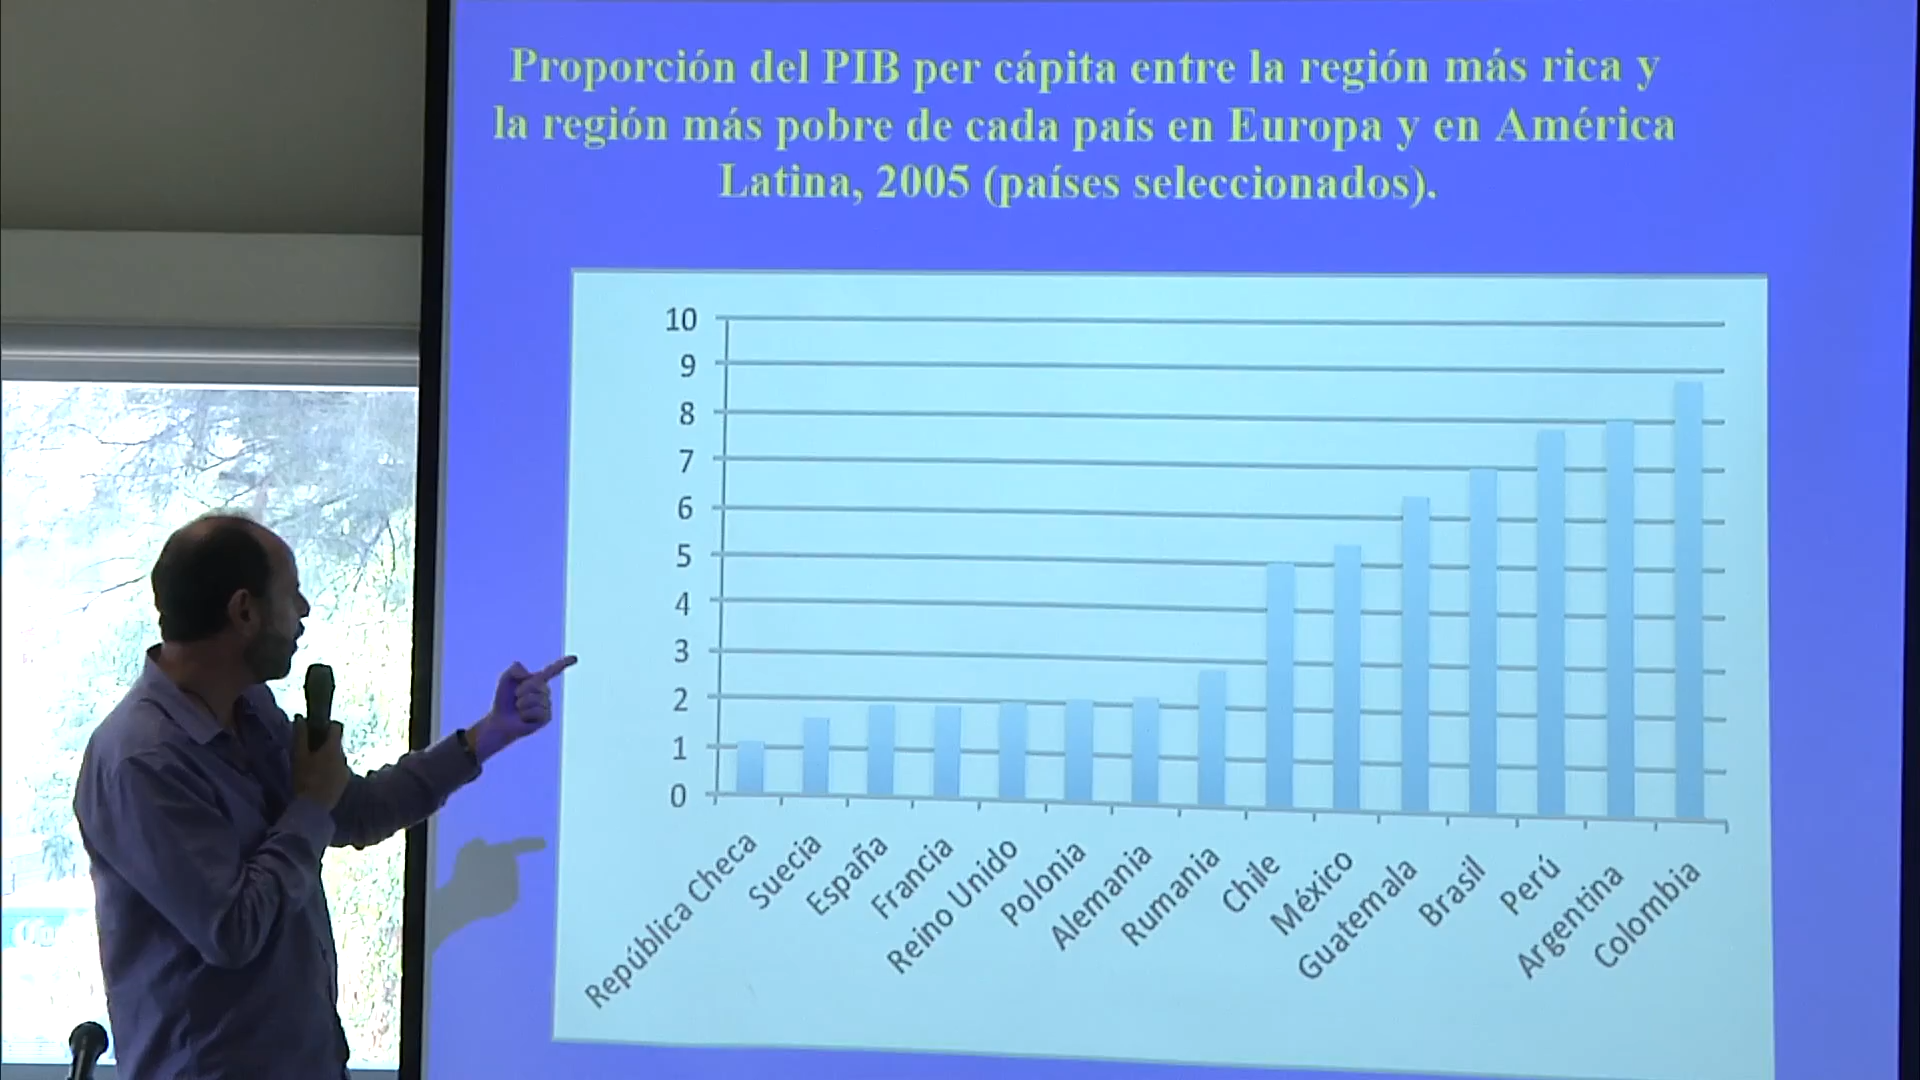 Proporción del PIB per cápita entre la región más rica y
la región más pobre de cada país en Europa y en América
Latina, 2005 (países seleccionados).
10
9
8
7
6
5
4
3
2
1
0
República Checa
Suecia
España
Francia
Reino Unido
Polonia
Alemania
Rumania
Chile
México
Guatemala
Brasil
Perú
Argentina
Colombia